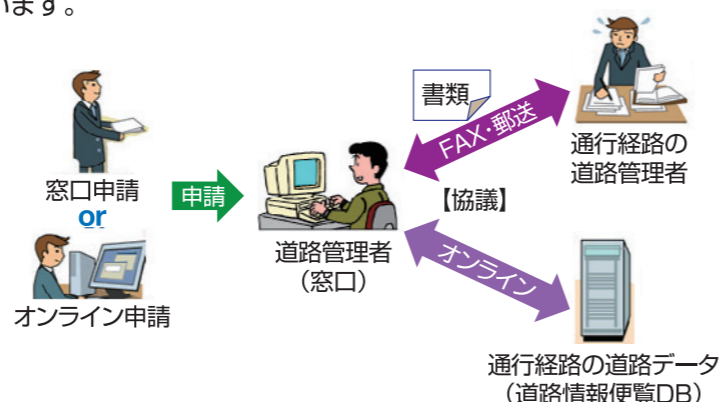 います。
書類
FAX・郵送
通行経路の
道路管理者
窓口申請
or
申請
【協議】
道路管理者
（窓口）
オンライン
オンライン申請
通行経路の道路データ
（道路情報便覧DB）